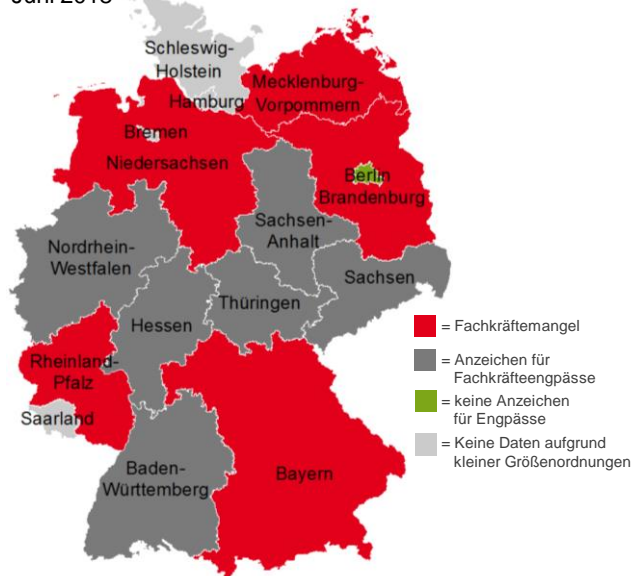 Schleswig-
Holstein
Hamburg
Mecklenburg-
Vorpommern
Bremen
Niedersachsen
Berlin
Brandenburg
Sachsen-
Anhalt
Nordrhein-
Westfalen
Sachsen
Thüringen
Hessen
Rheinland-
Pfalz
Saarland
Baden-
Württemberg
Bayern
= Fachkräftemangel
= Anzeichen für
Fachkräfteengpässe
= keine Anzeichen
für Engpässe
= Keine Daten aufgrund
kleiner Größenordnungen